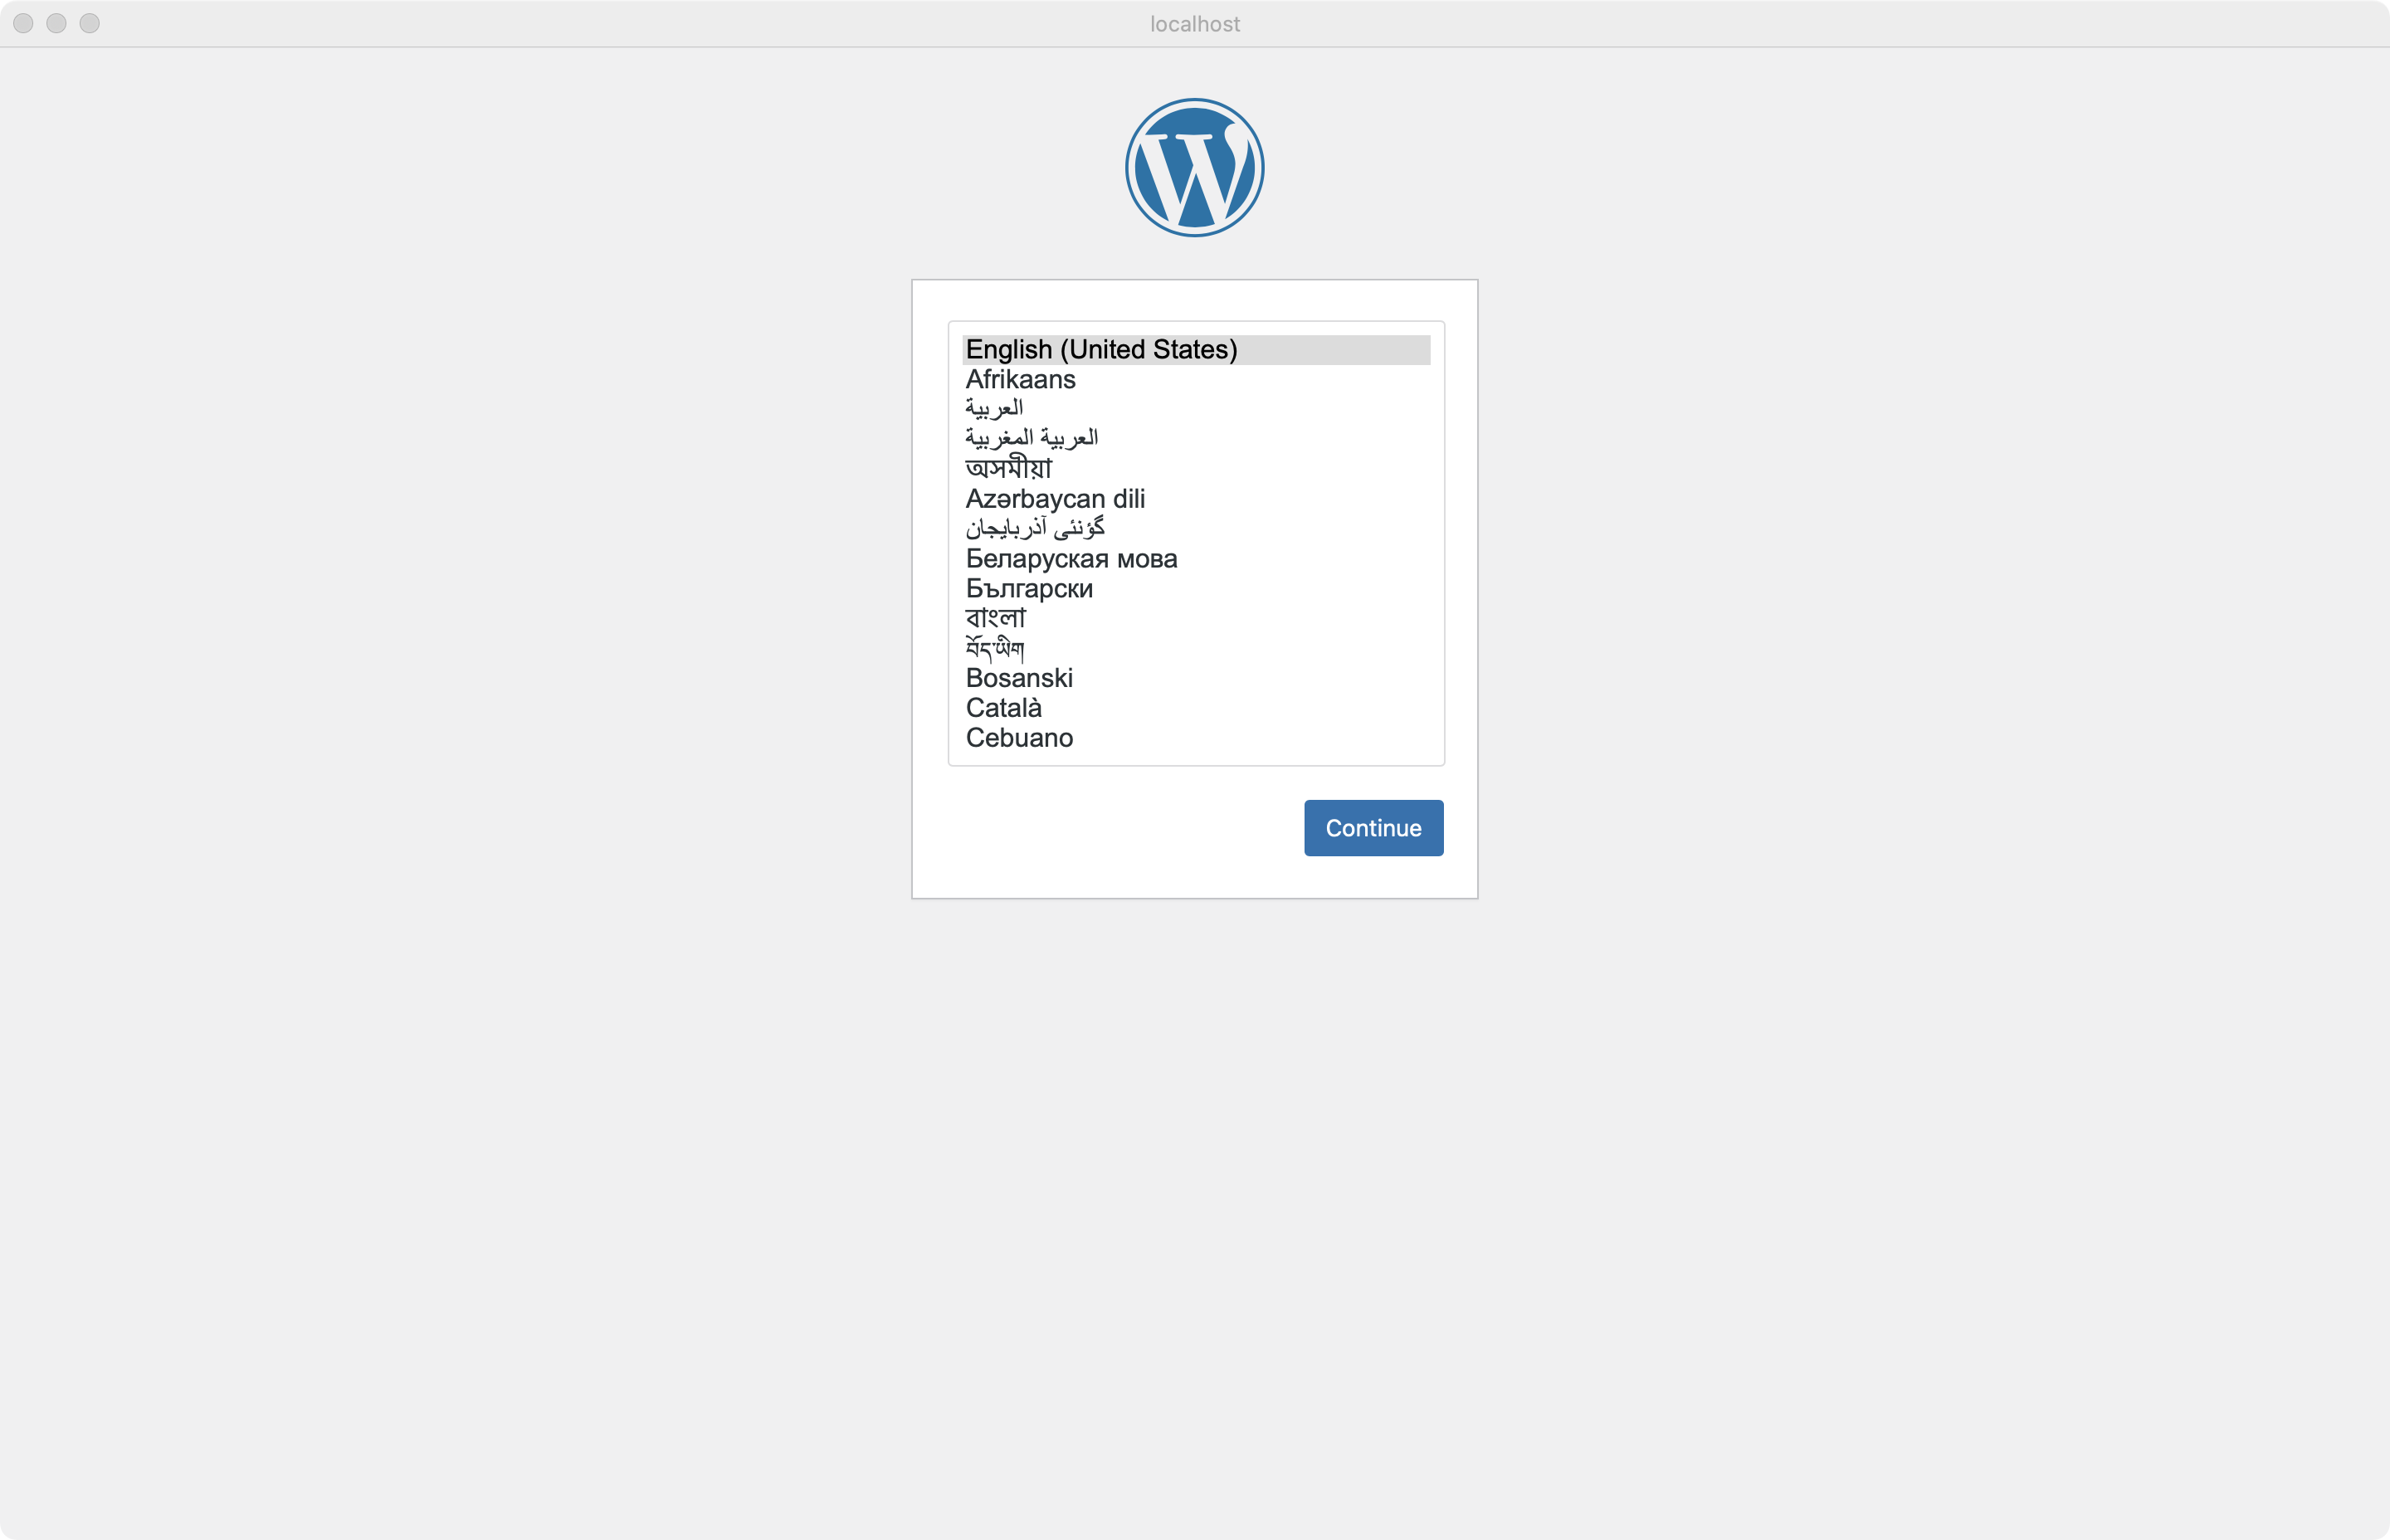 localhost
English (United States)
Afrikaans
العربية
العربية المغربية
অসমীয়া
Azərbaycan dili
گؤنئی آذربایجان
Беларуская мова
Български
বাংলা
བོད་ཡིག
Bosanski
Català
Cebuano
Continue